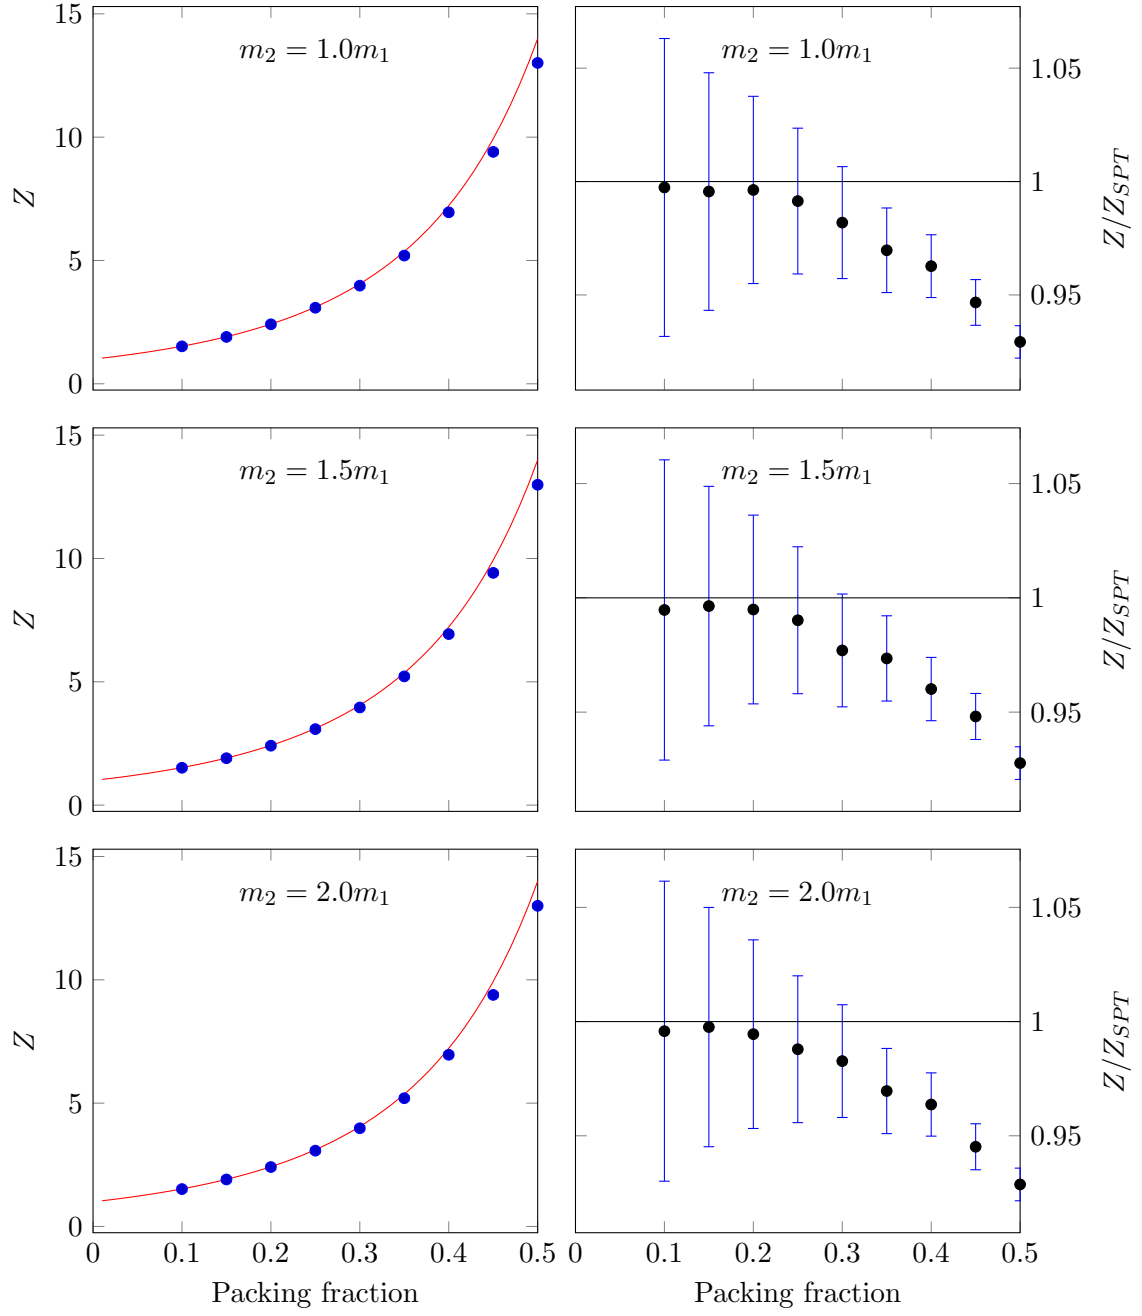 15
10
5
0
Z
m₂ = 1.0m₁
m₂ = 1.0m₁
1.05
1
0.95
Z/Z_SPT
15
10
5
0
Z
m₂ = 1.5m₁
m₂ = 1.5m₁
1.05
1
0.95
Z/Z_SPT
15
10
5
0
Z
m₂ = 2.0m₁
0 0.1 0.2 0.3 0.4 0.5
Packing fraction
m₂ = 2.0m₁
1.05
1
0.95
Z/Z_SPT
0 0.1 0.2 0.3 0.4 0.5
Packing fraction